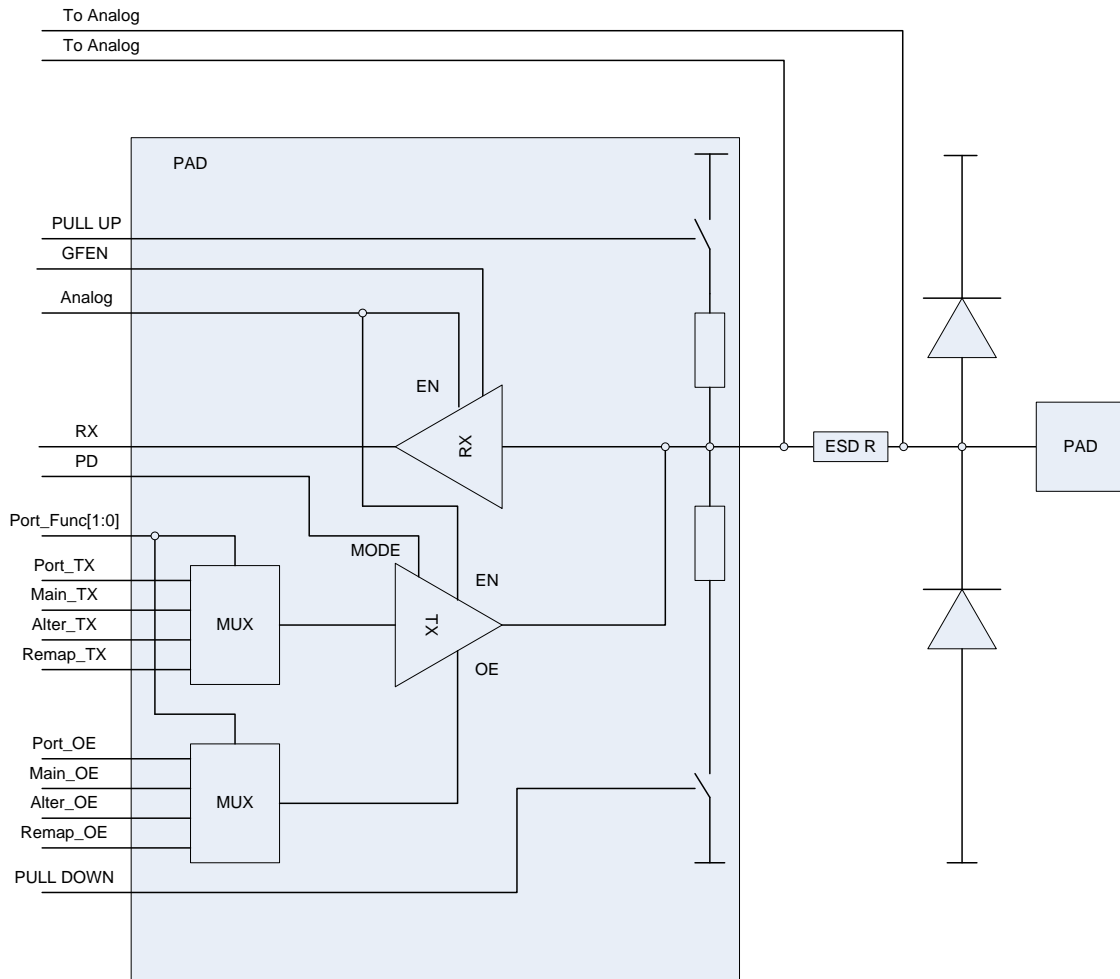 To Analog
To Analog
PAD
PULL UP
GFEN
Analog
EN
RX
RX
ESD R
PAD
PD
Port_Func[1:0]
MODE
EN
Port_TX
Main_TX
MUX
TX
Alter_TX
Remap_TX
OE
Port_OE
Main_OE
MUX
Alter_OE
Remap_OE
PULL DOWN